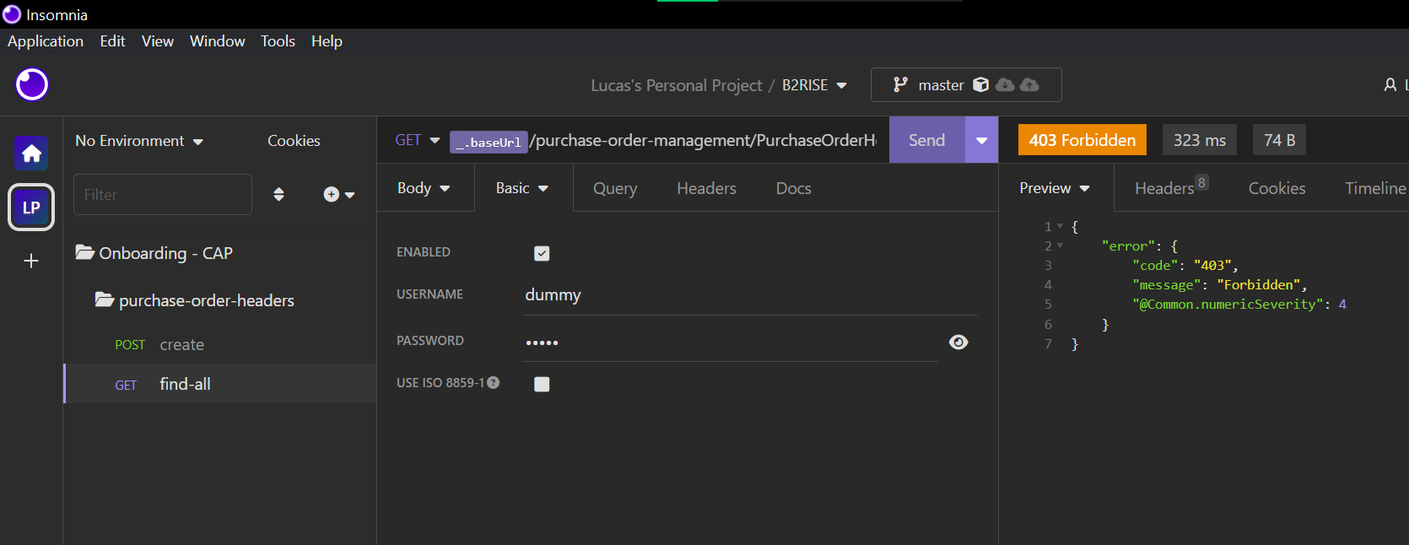 Insomnia
Application Edit View Window Tools Help
Lucas's Personal Project / B2RISE master
No Environment Cookies
GET _.baseUrl/purchase-order-management/PurchaseOrderHe Send
403 Forbidden 323 ms 74 B
Filter
Body Basic Query Headers Docs
Preview Headers 8 Cookies Timeline
LP
Onboarding - CAP
purchase-order-headers
POST create
GET find-all
ENABLED
USERNAME dummy
PASSWORD •••••
USE ISO 8859-1
1 {
2 "error": {
3 "code": "403",
4 "message": "Forbidden",
5 "@Common.numericSeverity": 4
6 }
7 }